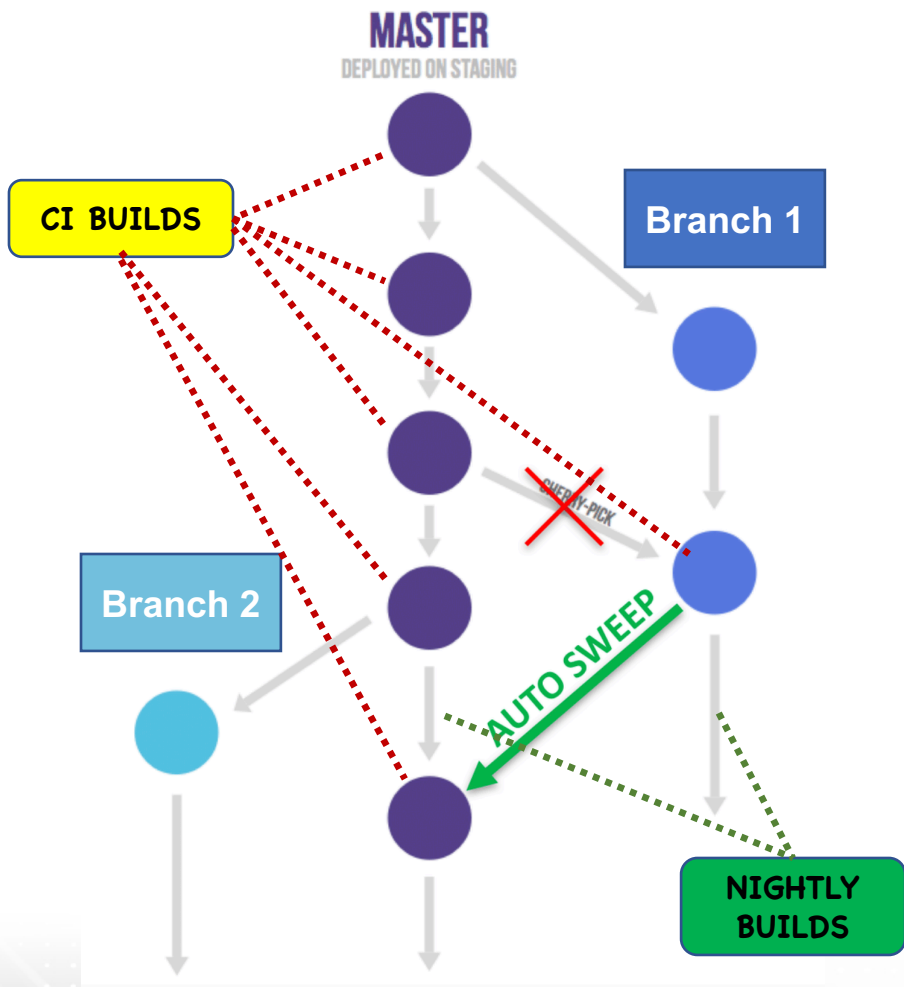 MASTER
DEPLOYED ON STAGING
CI BUILDS
Branch 1
CHERRY-PICK
Branch 2
AUTO SWEEP
NIGHTLY
BUILDS